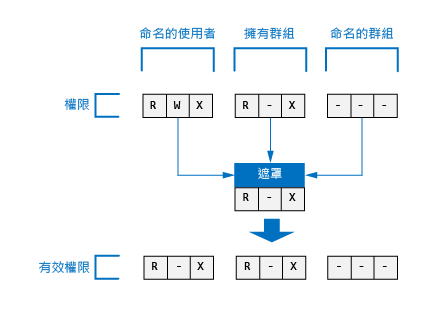 命名的使用者 擁有群組 命名的群組
權限 R W X R - X - - -
遮罩
R - X
有效權限 R - X R - X - - -